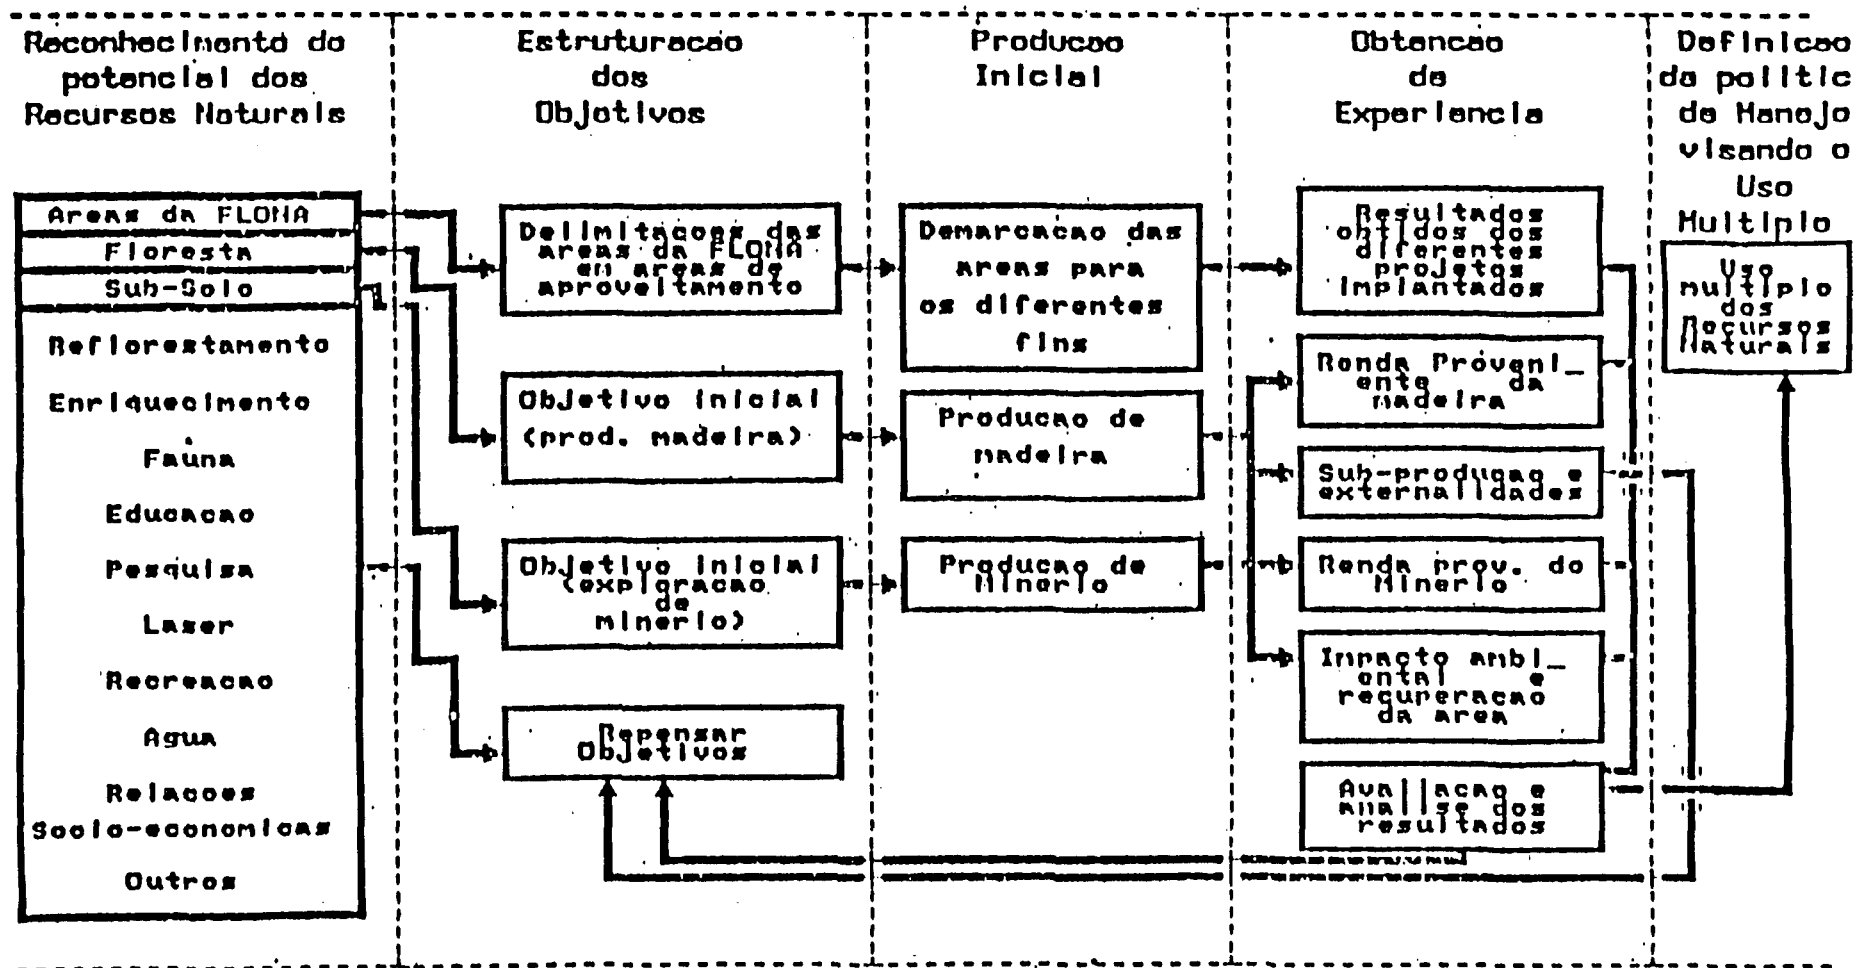 Reconhecimento do
potencial dos
Recursos Naturais
Estruturacao
dos
Objetivos
Producao
Inicial
Obtencao
de
Experiencia
Definicao
da politic
de Manejo
visando o
Uso
Multiplo
Areas da FLONA
Floresta
Sub-Solo
Reflorestamento
Enriquecimento
Fauna
Educacao
Pesquisa
Lazer
Recreacao
Agua
Relacoes
Socio-economicas
Outros
Delimitacoes das
areas da FLONA
em areas de
aproveitamento
Objetivo inicial
(prod. madeira)
Objetivo inicial
(exploracao
de
minerio)
Repensar
Objetivos
Demarcacao das
areas para
os diferentes
fins
Producao de
madeira
Producao de
Minerio
Resultados
obtidos dos
diferentes
projetos
implantados
Renda Proveni_
ente da
madeira
Sub-producao e
externalidades
Renda prov. do
Minerio
Impacto ambi_
ental e
recuperacao
da area
Avaliacao e
analise dos
resultados
Uso
multiplo
dos
Recursos
Naturais